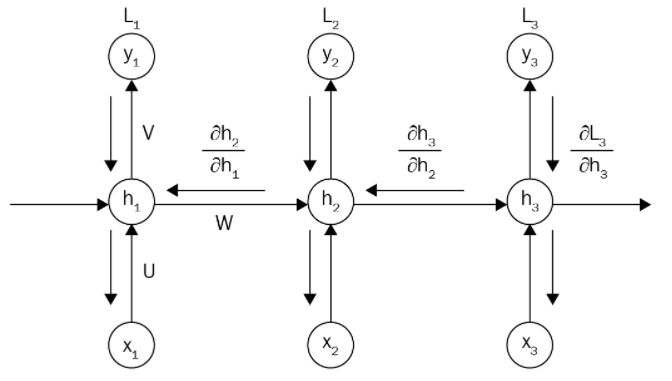 L₁ L₂ L₃
y₁ y₂ y₃
V ∂h₂/∂h₁ ∂h₃/∂h₂ ∂L₃/∂h₃
h₁ h₂ h₃
W
U
x₁ x₂ x₃